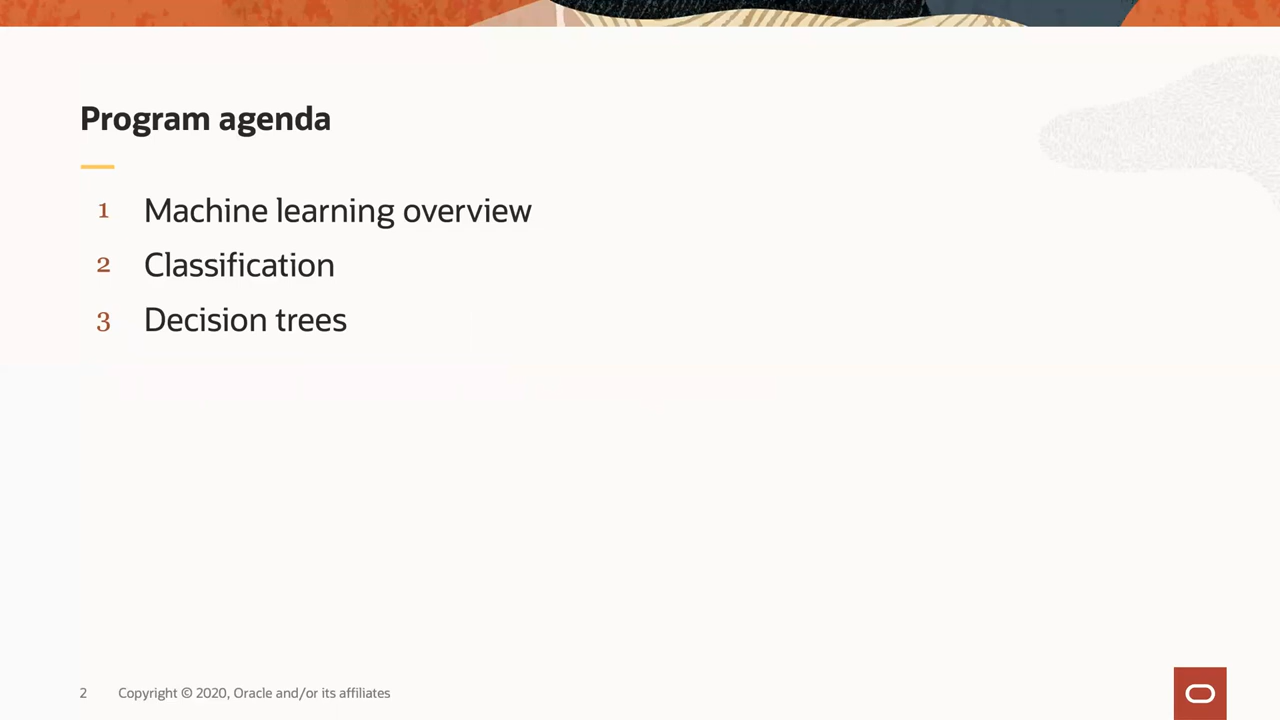 Program agenda
1 Machine learning overview
2 Classification
3 Decision trees
2 Copyright © 2020, Oracle and/or its affiliates